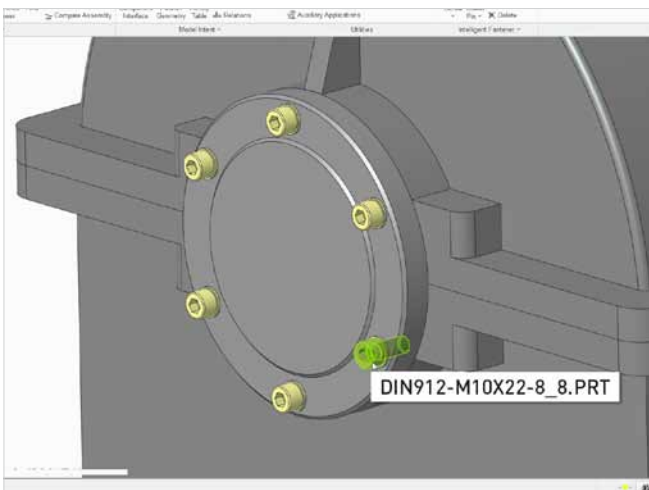 Compare Assembly
Interface
Geometry
Table
Relations
Auxiliary Applications
Delete
Model Intent
Utilities
Intelligent Fastener
DIN912-M10X22-8_8.PRT